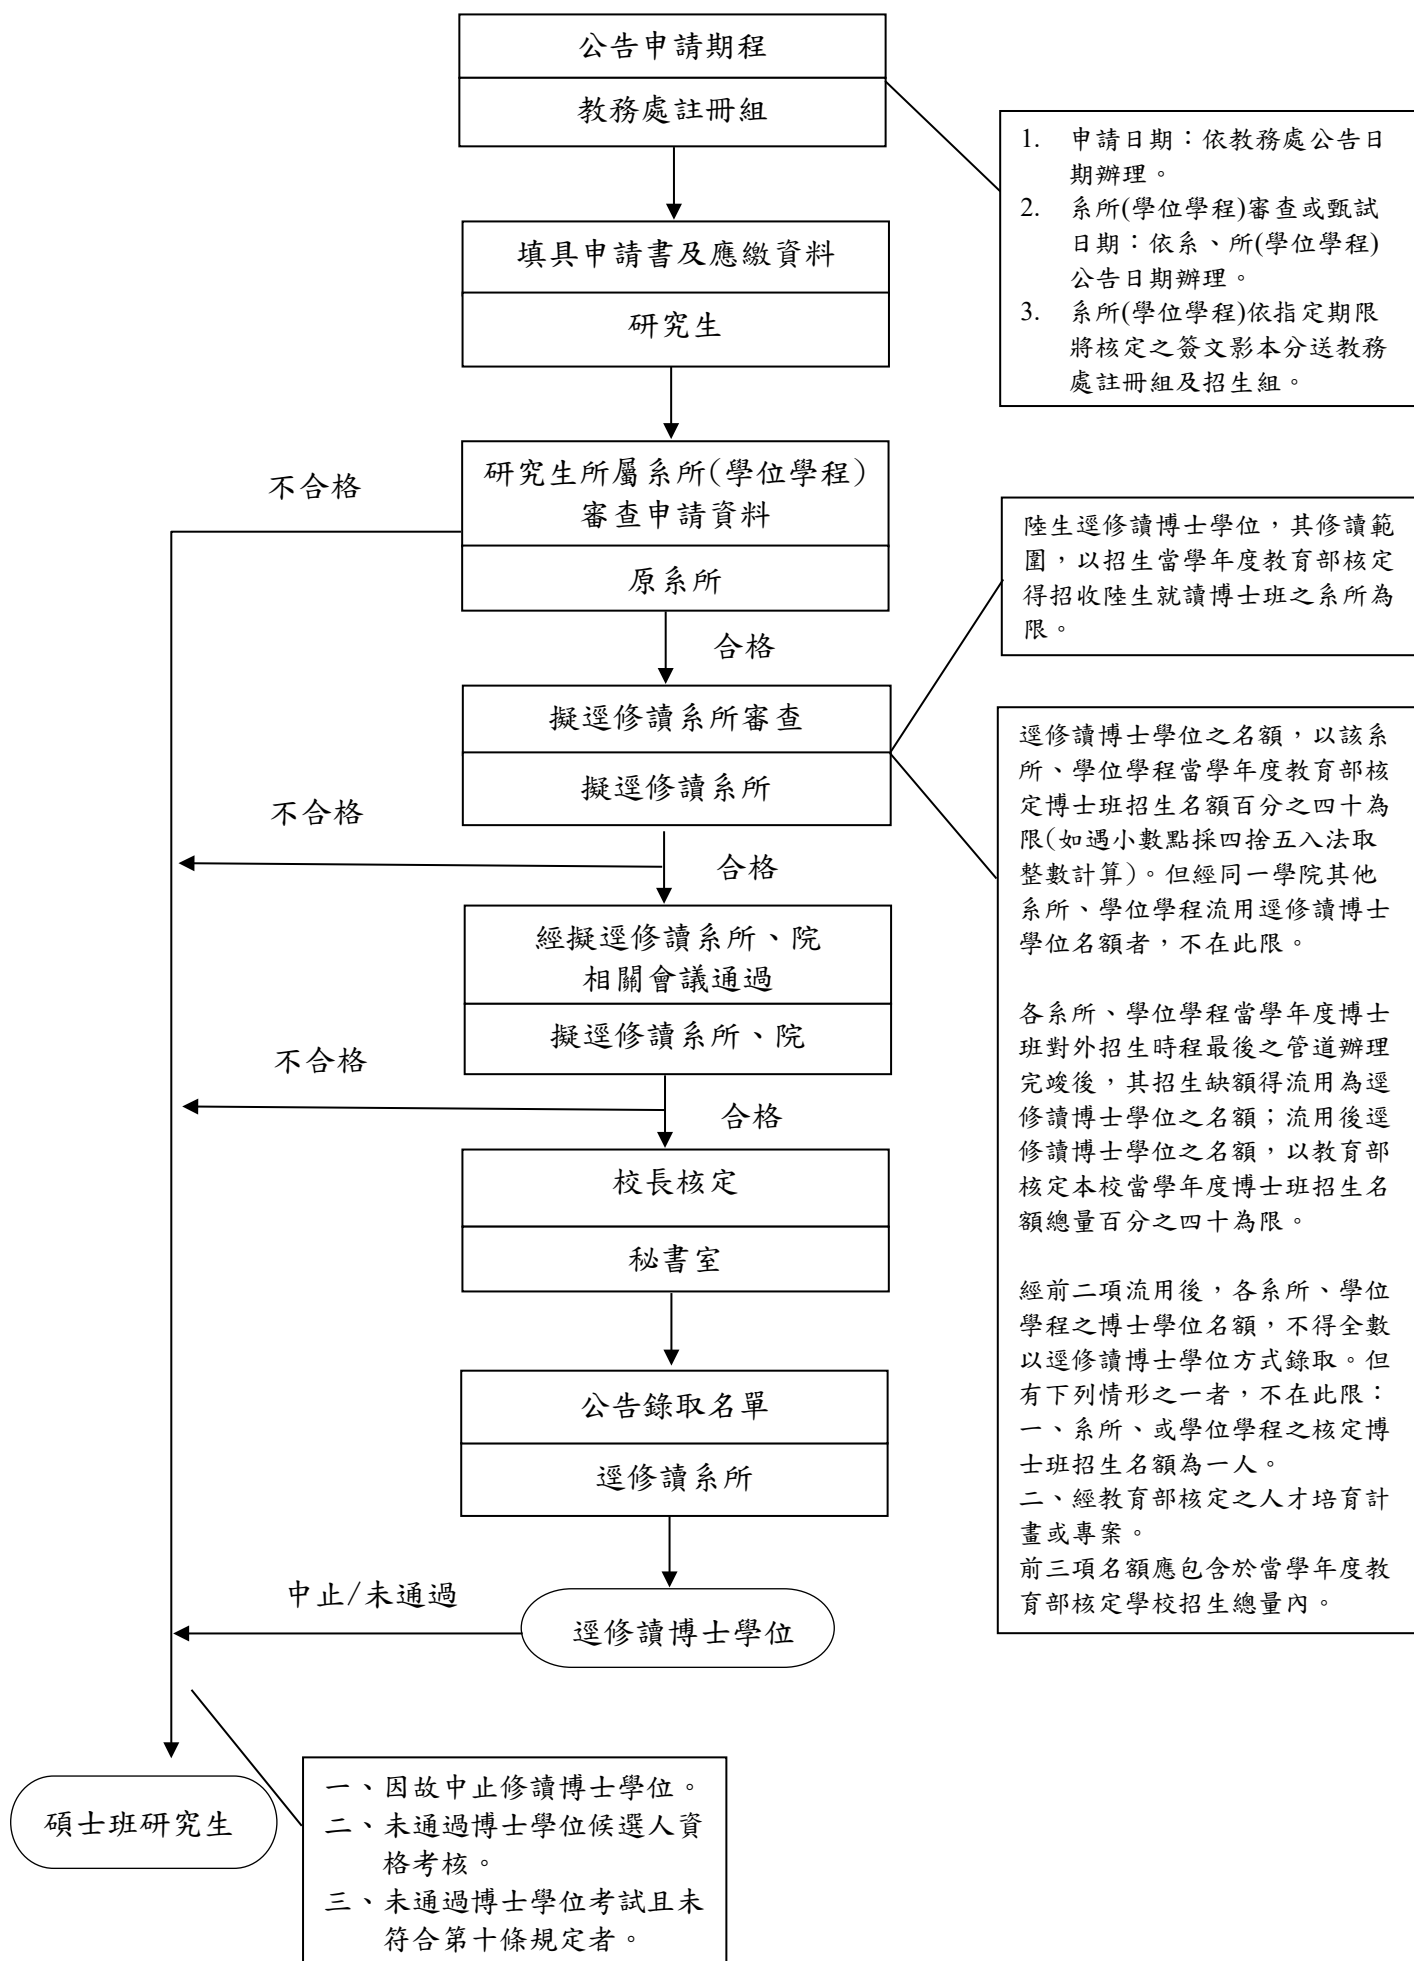 公告申請期程
教務處註冊組
1. 申請日期：依教務處公告日
期辦理。
2. 系所(學位學程)審查或甄試
日期：依系、所(學位學程)
公告日期辦理。
3. 系所(學位學程)依指定期限
將核定之簽文影本分送教務
處註冊組及招生組。
填具申請書及應繳資料
研究生
不合格
研究生所屬系所(學位學程)
審查申請資料
原系所
合格
陸生逕修讀博士學位，其修讀範
圍，以招生當學年度教育部核定
得招收陸生就讀博士班之系所為
限。
擬逕修讀系所審查
擬逕修讀系所
不合格
合格
逕修讀博士學位之名額，以該系
所、學位學程當學年度教育部核
定博士班招生名額百分之四十為
限(如遇小數點採四捨五入法取
整數計算)。但經同一學院其他
系所、學位學程流用逕修讀博士
學位名額者，不在此限。
各系所、學位學程當學年度博士
班對外招生時程最後之管道辦理
完竣後，其招生缺額得流用為逕
修讀博士學位之名額；流用後逕
修讀博士學位之名額，以教育部
核定本校當學年度博士班招生名
額總量百分之四十為限。
經前二項流用後，各系所、學位
學程之博士學位名額，不得全數
以逕修讀博士學位方式錄取。但
有下列情形之一者，不在此限：
一、系所、或學位學程之核定博
士班招生名額為一人。
二、經教育部核定之人才培育計
畫或專案。
前三項名額應包含於當學年度教
育部核定學校招生總量內。
經擬逕修讀系所、院
相關會議通過
擬逕修讀系所、院
不合格
合格
校長核定
秘書室
公告錄取名單
逕修讀系所
中止/未通過
逕修讀博士學位
碩士班研究生
一、因故中止修讀博士學位。
二、未通過博士學位候選人資
格考核。
三、未通過博士學位考試且未
符合第十條規定者。